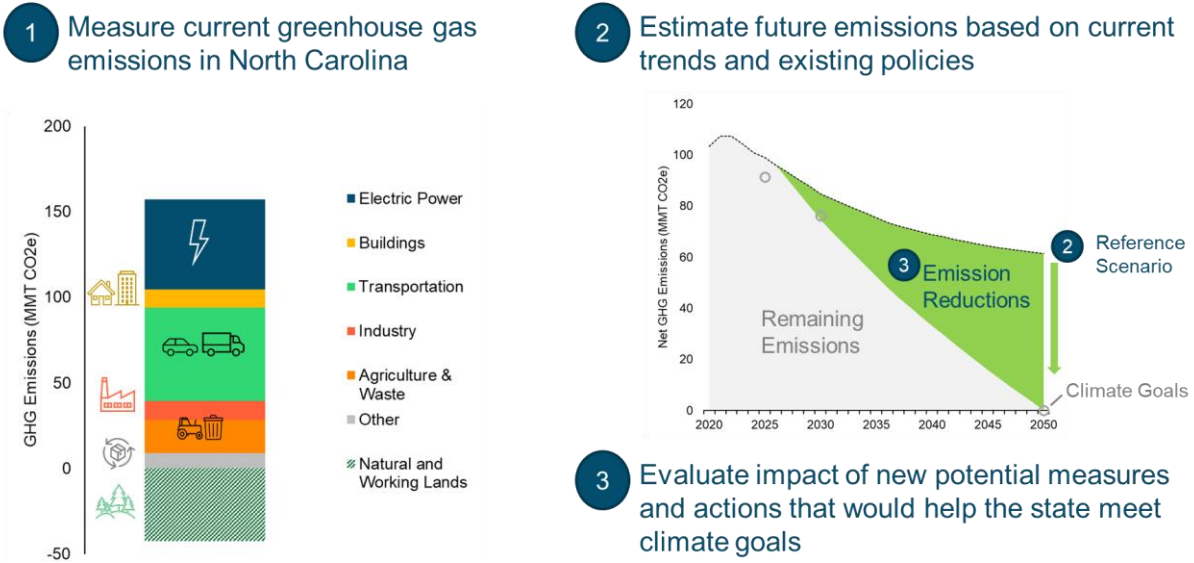 1
Measure current greenhouse gas
emissions in North Carolina
GHG Emissions (MMT CO2e)
200
150
100
50
0
-50
Electric Power
Buildings
Transportation
Industry
Agriculture &
Waste
Other
Natural and
Working Lands
2
Estimate future emissions based on current
trends and existing policies
Net GHG Emissions (MMT CO2e)
120
100
80
60
40
20
0
2020 2025 2030 2035 2040 2045 2050
Remaining
Emissions
3
Emission
Reductions
2
Reference
Scenario
Climate Goals
3
Evaluate impact of new potential measures
and actions that would help the state meet
climate goals